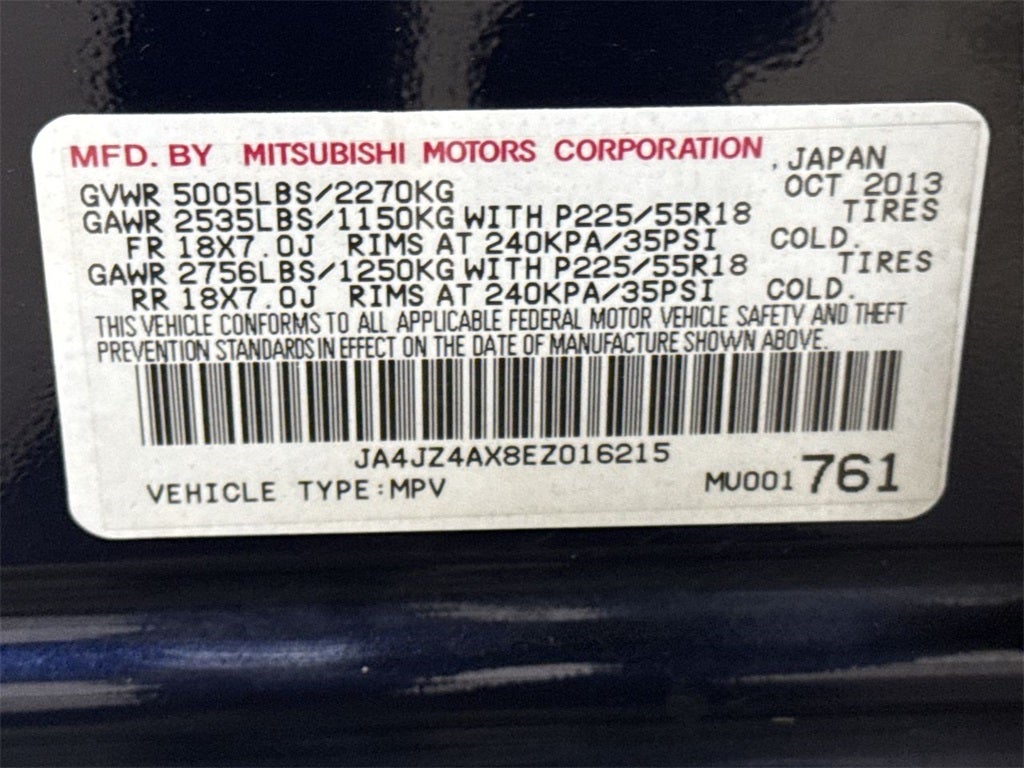 MFD. BY MITSUBISHI MOTORS CORPORATION, JAPAN
GVWR 5005LBS/2270KG OCT 2013
GAWR 2535LBS/1150KG WITH P225/55R18 TIRES
FR 18X7.0J RIMS AT 240KPA/35PSI COLD.
GAWR 2756LBS/1250KG WITH P225/55R18 TIRES
RR 18X7.0J RIMS AT 240KPA/35PSI COLD.
THIS VEHICLE CONFORMS TO ALL APPLICABLE FEDERAL MOTOR VEHICLE SAFETY AND THEFT
PREVENTION STANDARDS IN EFFECT ON THE DATE OF MANUFACTURE SHOWN ABOVE.
JA4JZ4AX8EZ016215
VEHICLE TYPE:MPV MU001 761